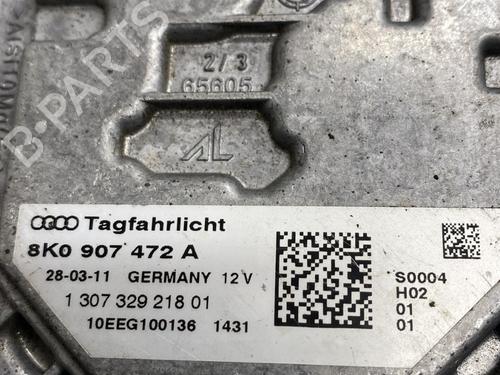 B-PARTS
2/3
65605
AL
Tagfahrlicht
8K0 907 472 A
28-03-11 GERMANY 12 V
1 307 329 218 01
10EEG100136 1431
S0004
H02
01
01